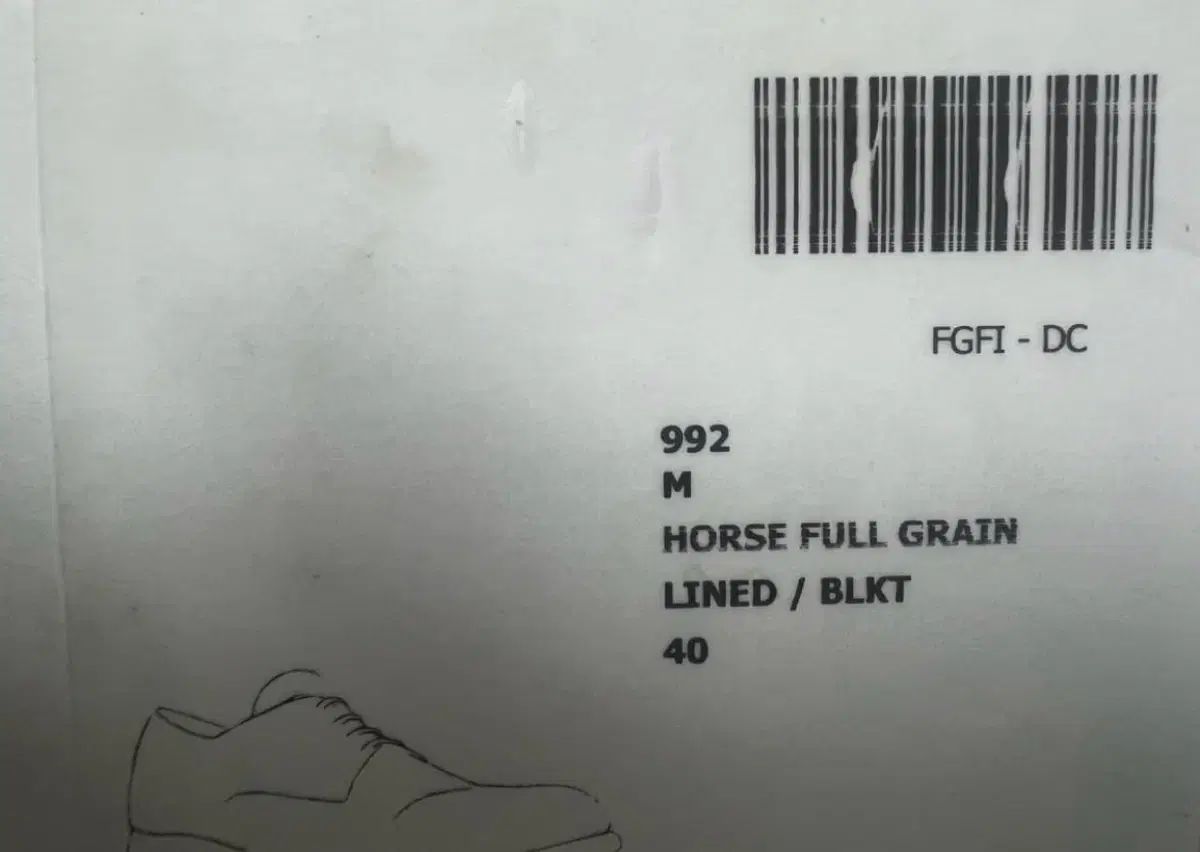 FGFI - DC
992
M
HORSE FULL GRAIN
LINED / BLKT
40